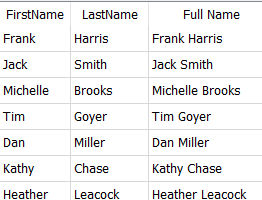 FirstName LastName Full Name
Frank Harris Frank Harris
Jack Smith Jack Smith
Michelle Brooks Michelle Brooks
Tim Goyer Tim Goyer
Dan Miller Dan Miller
Kathy Chase Kathy Chase
Heather Leacock Heather Leacock